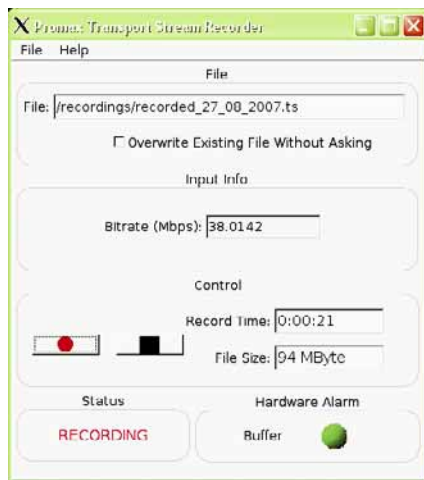 Promax Transport Stream Recorder
File Help
File
File: /recordings/recorded_27_08_2007.ts
Overwrite Existing File Without Asking
Input Info
Bitrate (Mbps): 38.0142
Control
Record Time: 0:00:21
File Size: 94 MByte
Status
Hardware Alarm
RECORDING
Buffer